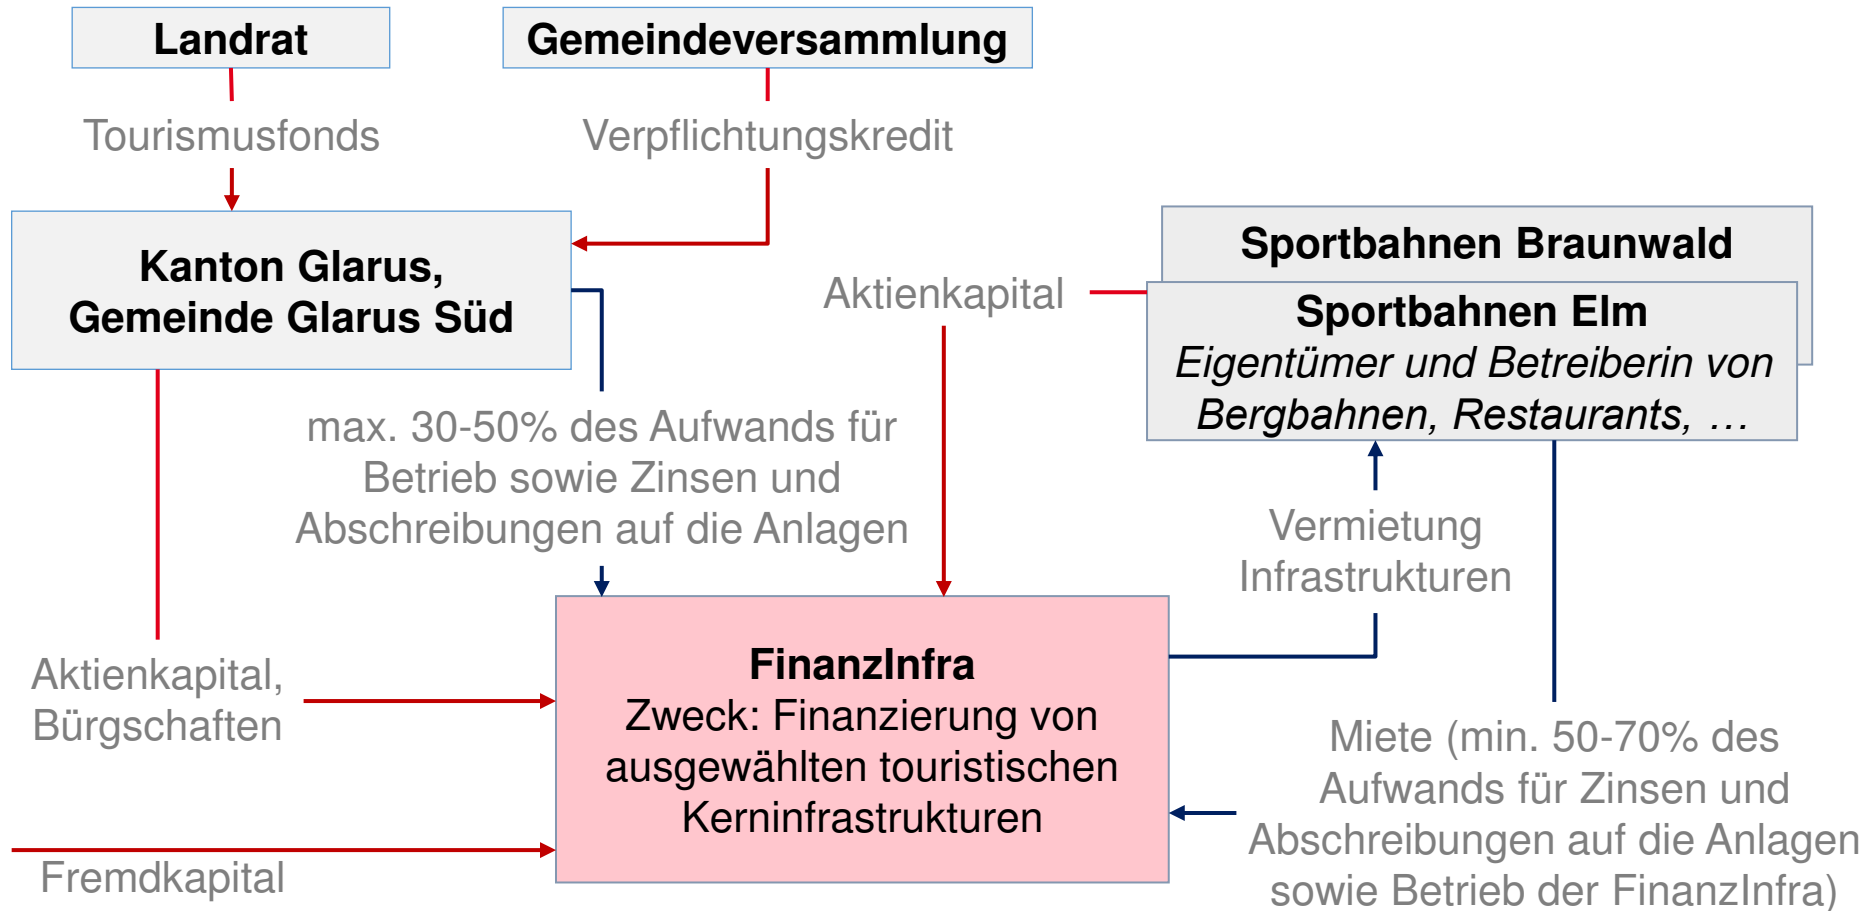 Landrat
Gemeindeversammlung
Tourismusfonds
Verpflichtungskredit
Kanton Glarus,
Gemeinde Glarus Süd
Aktienkapital
Sportbahnen Braunwald
Sportbahnen Elm
Eigentümer und Betreiberin von
Bergbahnen, Restaurants, …
max. 30-50% des Aufwands für
Betrieb sowie Zinsen und
Abschreibungen auf die Anlagen
Vermietung
Infrastrukturen
Aktienkapital,
Bürgschaften
FinanzInfra
Zweck: Finanzierung von
ausgewählten touristischen
Kerninfrastrukturen
Miete (min. 50-70% des
Aufwands für Zinsen und
Abschreibungen auf die Anlagen
sowie Betrieb der FinanzInfra)
Fremdkapital